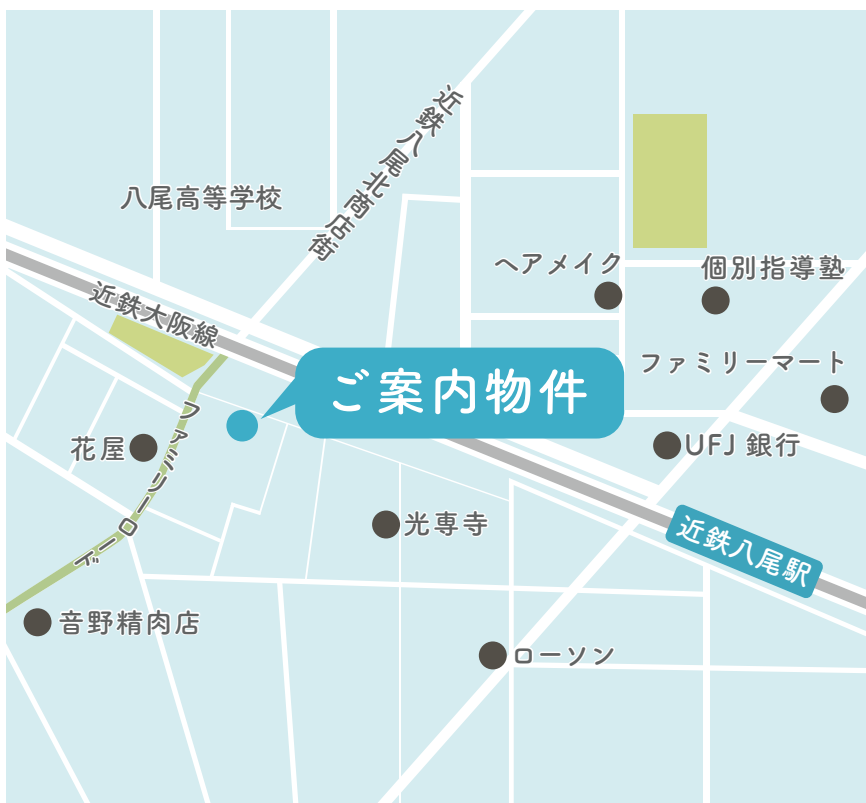 近鉄八尾北商店街
八尾高等学校
ヘアメイク
個別指導塾
近鉄大阪線
ファミリーマート
ご案内物件
花屋
ファミリーロード
UFJ 銀行
光専寺
近鉄八尾駅
音野精肉店
ローソン